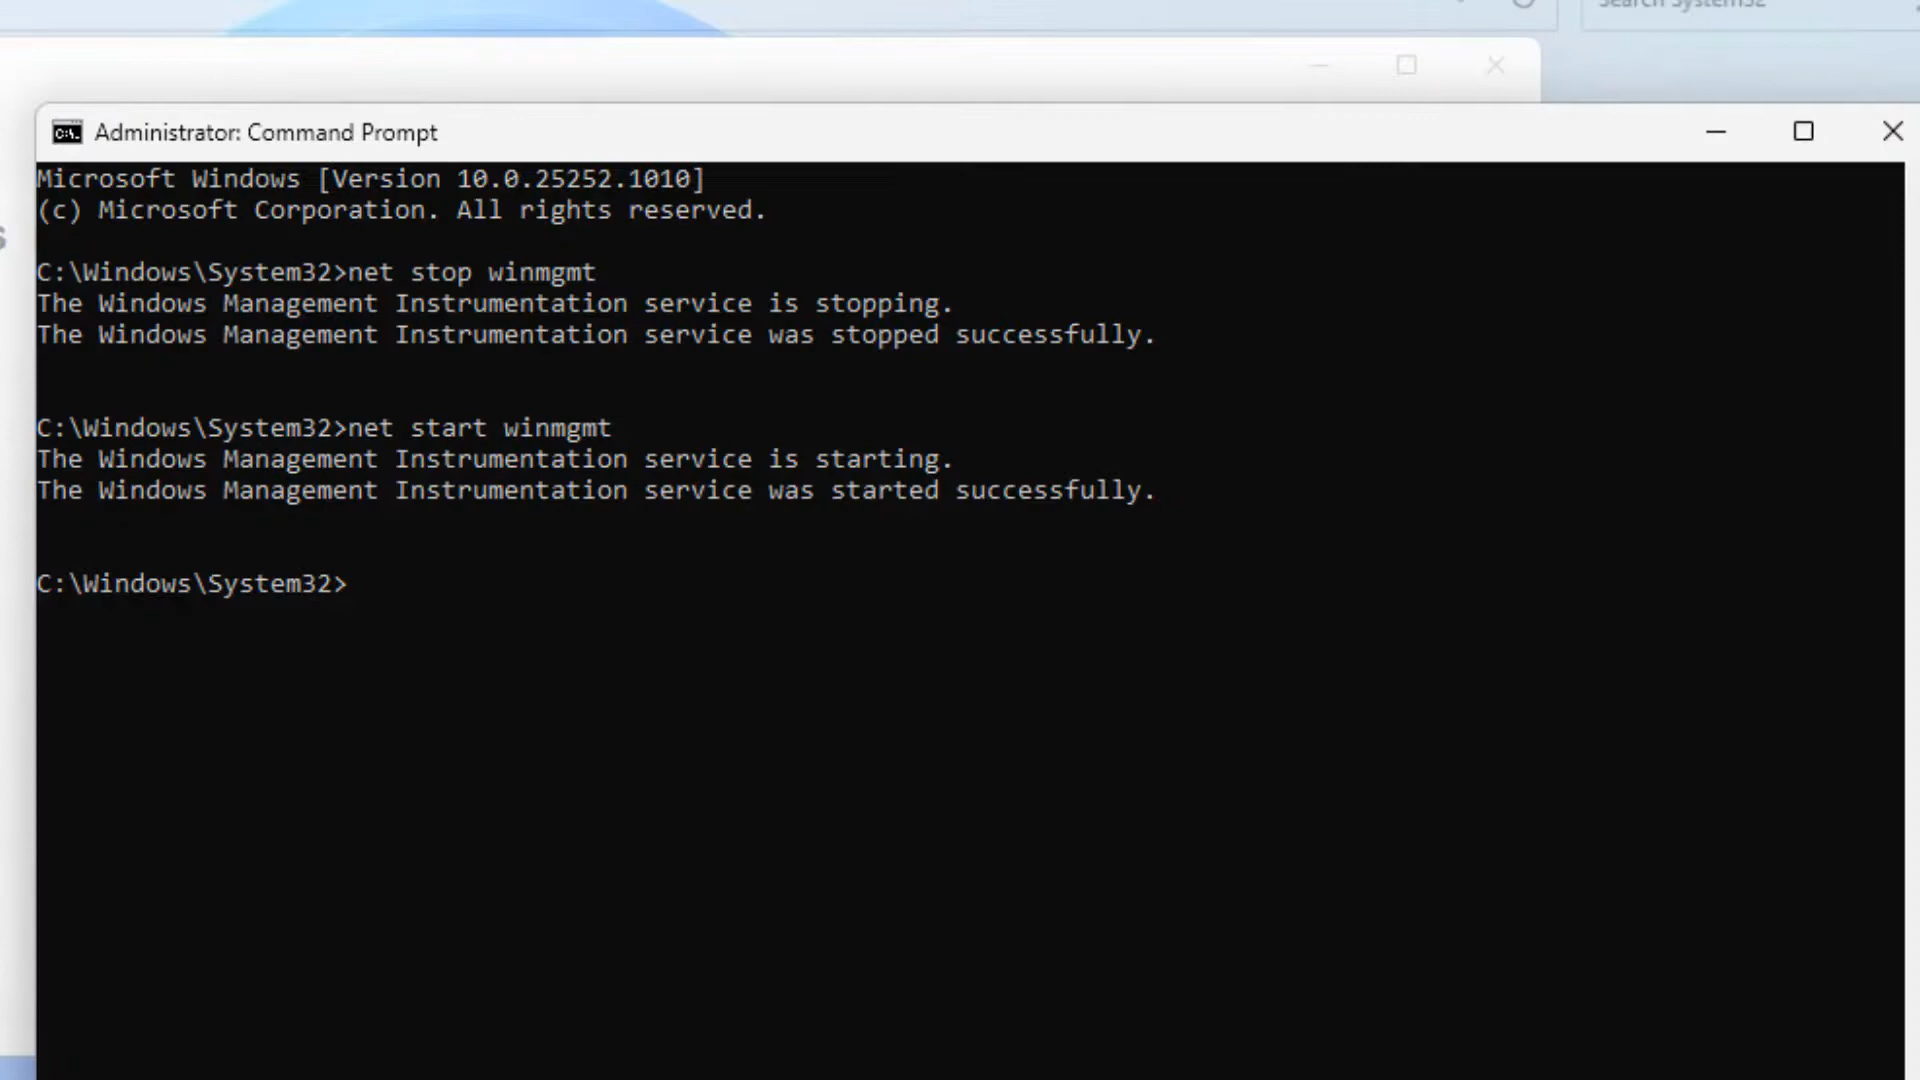 Search System32
Administrator: Command Prompt
Microsoft Windows [Version 10.0.25252.1010]
(c) Microsoft Corporation. All rights reserved.
C:\Windows\System32>net stop winmgmt
The Windows Management Instrumentation service is stopping.
The Windows Management Instrumentation service was stopped successfully.
C:\Windows\System32>net start winmgmt
The Windows Management Instrumentation service is starting.
The Windows Management Instrumentation service was started successfully.
C:\Windows\System32>